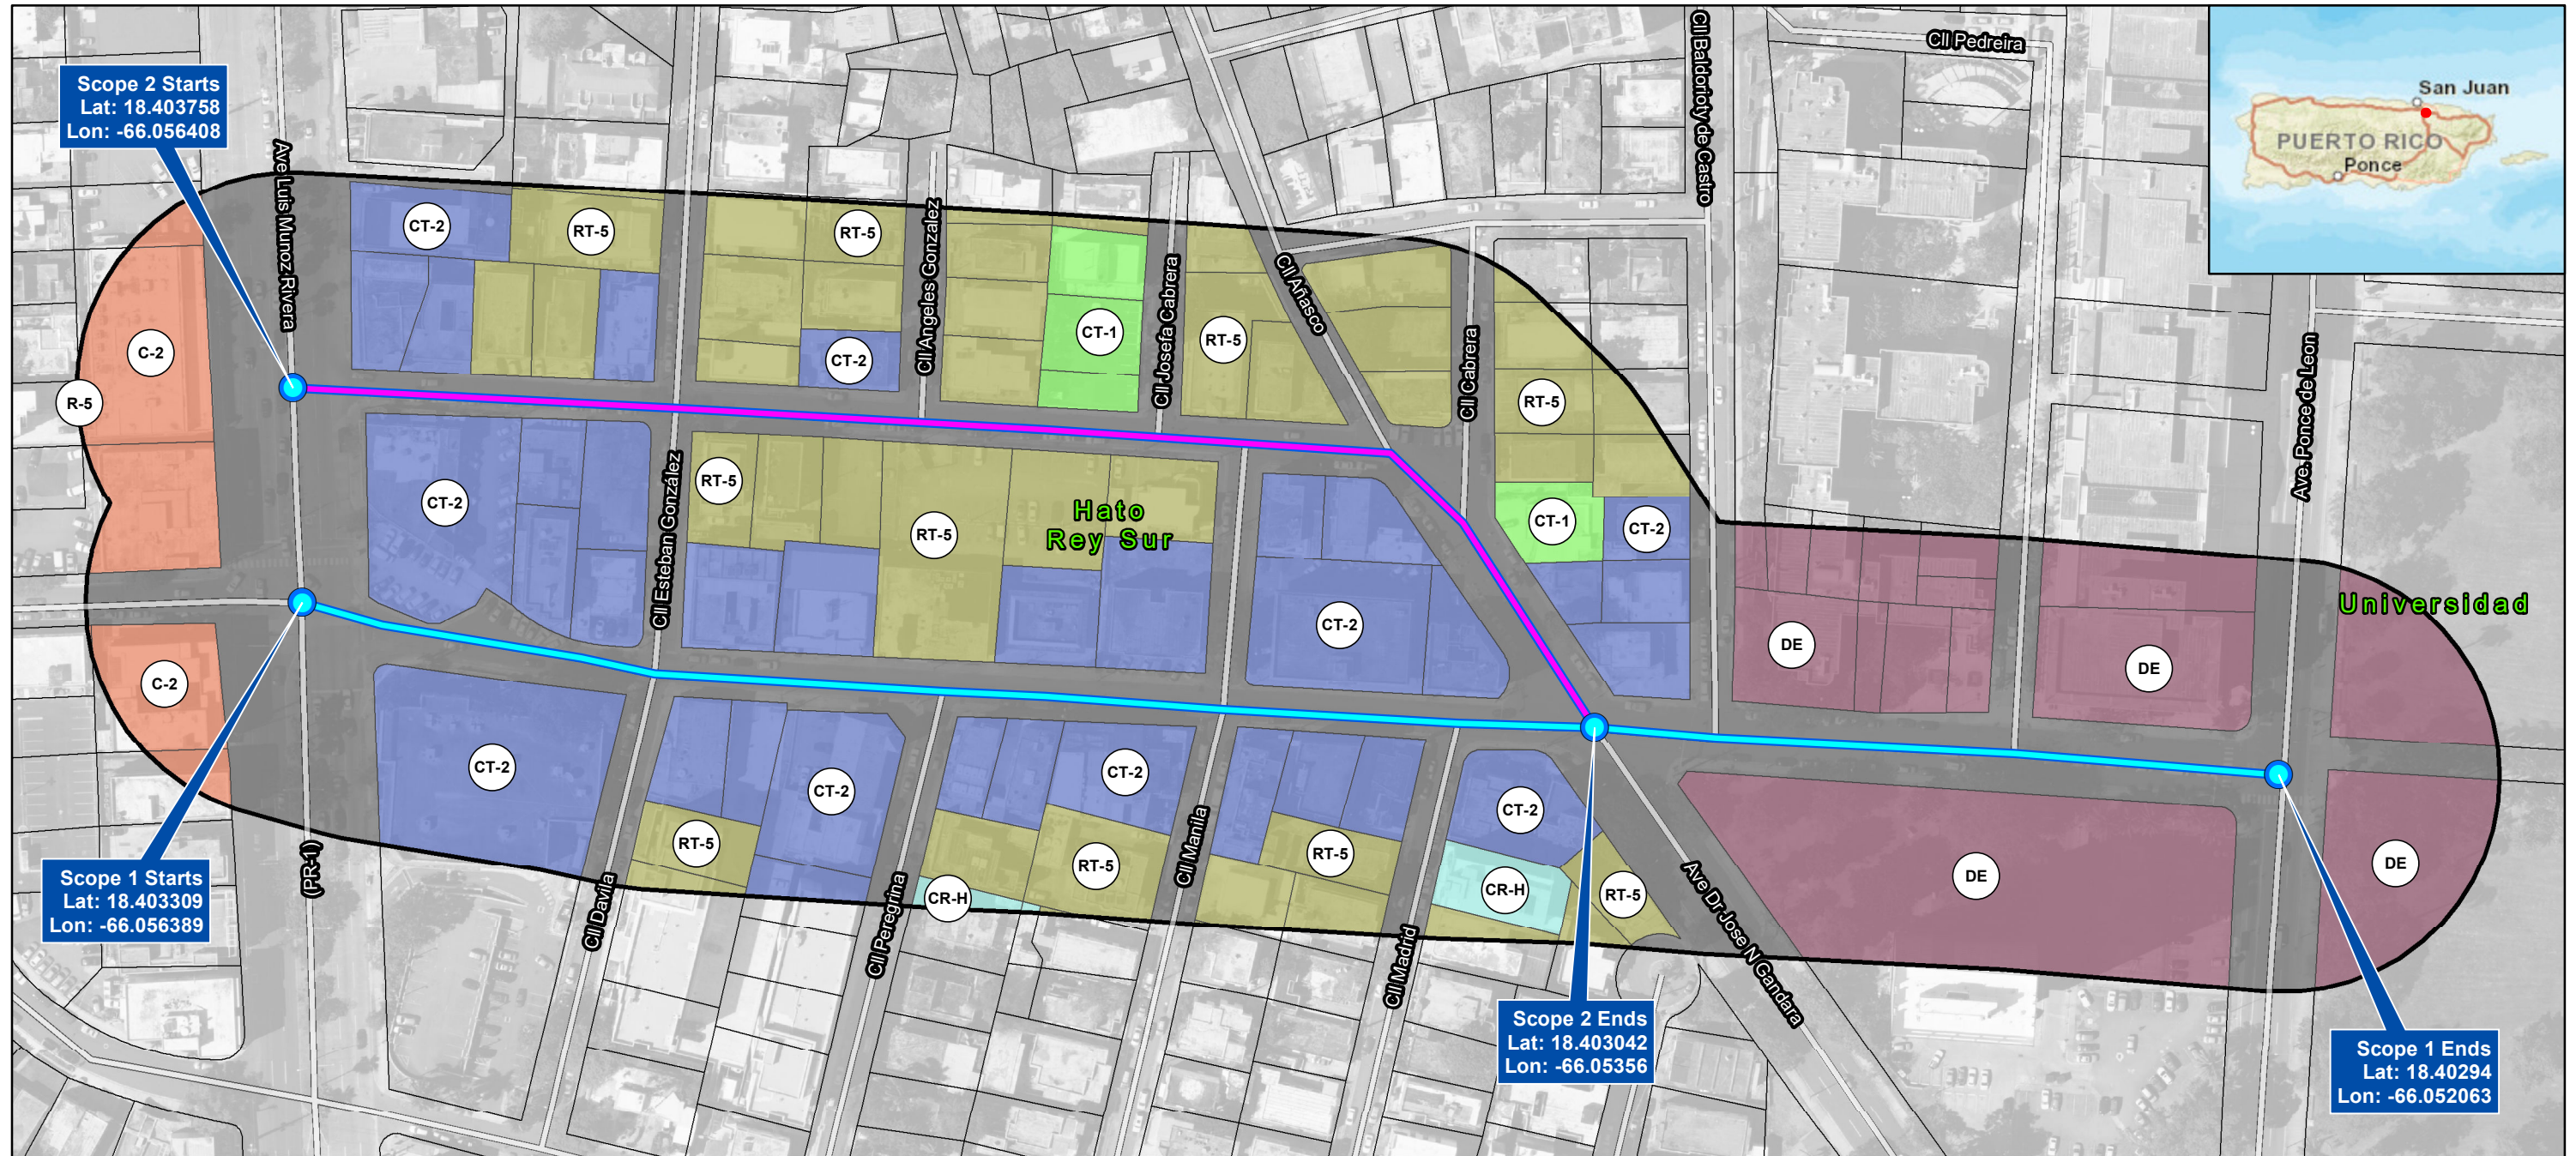 Cll Pedreira
San Juan
PUERTO RICO
Ponce
Scope 2 Starts
Lat: 18.403758
Lon: -66.056408
Cll Baldorioty de Castro
Ave Luis Munoz Rivera
CT-2
RT-5
RT-5
Cll Angeles Gonzalez
Cll Josefa Cabrera
Cll Añasco
CT-1
RT-5
C-2
CT-2
Cll Cabrera
Ave. Ponce de Leon
R-5
RT-5
CT-2
RT-5
Cll Esteban González
RT-5
Hato
Rey Sur
CT-1
CT-2
Universidad
CT-2
DE
DE
C-2
CT-2
CT-2
CT-2
CT-2
RT-5
RT-5
RT-5
Cll Manila
CR-H
CR-H
RT-5
DE
DE
(PR-1)
Cll Davila
Cll Peregrina
Cll Madrid
Ave Dr Jose N Gandara
Scope 1 Starts
Lat: 18.403309
Lon: -66.056389
Scope 2 Ends
Lat: 18.403042
Lon: -66.05356
Scope 1 Ends
Lat: 18.40294
Lon: -66.052063